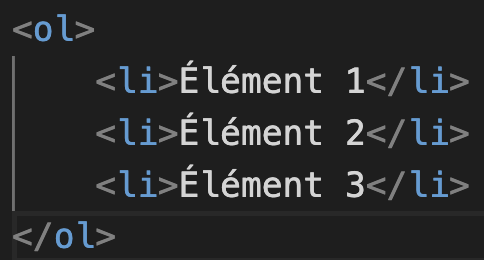 <ol>
    <li>Élément 1</li>
    <li>Élément 2</li>
    <li>Élément 3</li>
</ol>